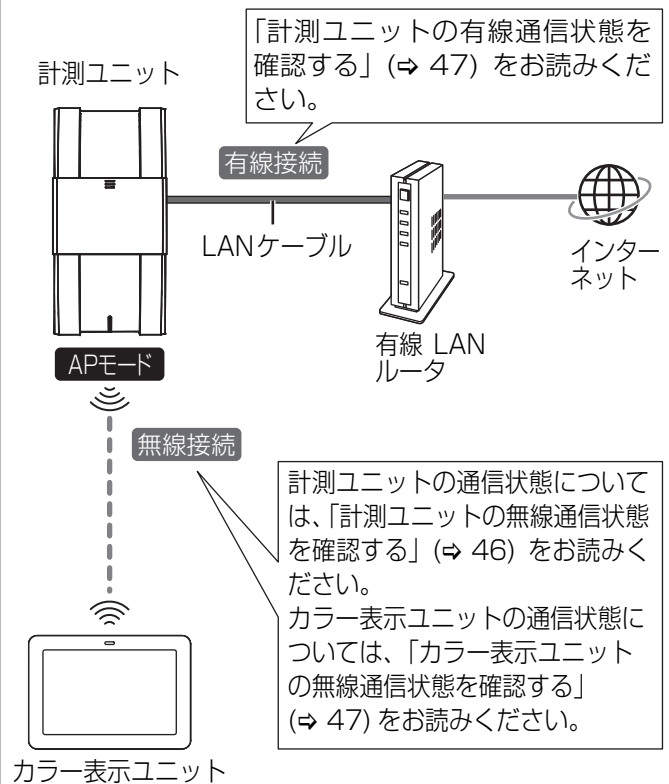 「計測ユニットの有線通信状態を
確認する」(⇨ 47) をお読みくだ
さい。
計測ユニット
有線接続
LANケーブル
インター
ネット
有線 LAN
ルータ
APモード
無線接続
計測ユニットの通信状態について
は、「計測ユニットの無線通信状態
を確認する」(⇨ 46) をお読みく
ださい。
カラー表示ユニットの通信状態に
ついては、「カラー表示ユニット
の無線通信状態を確認する」
(⇨ 47) をお読みください。
カラー表示ユニット